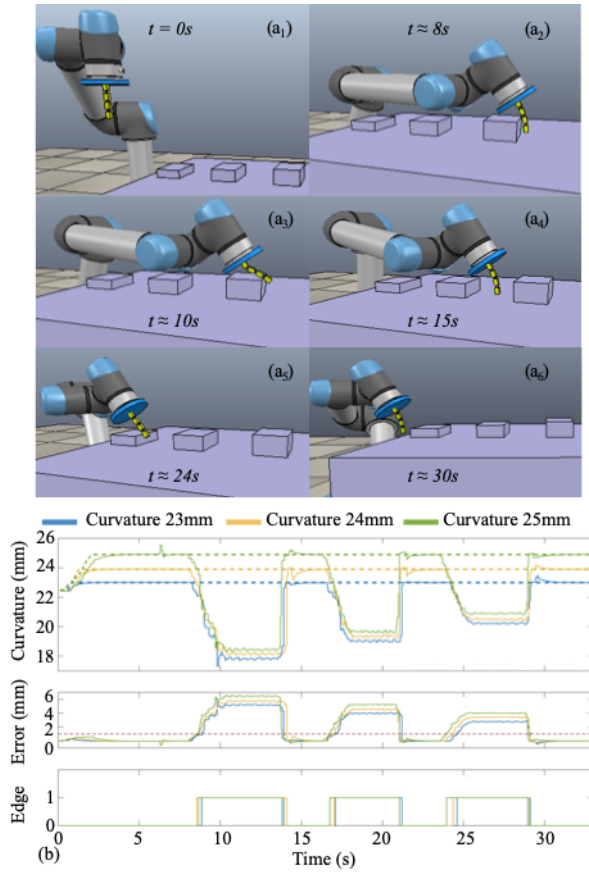 t = 0s (a1)
t ≈ 8s (a2)
(a3)
t ≈ 10s
(a4)
t ≈ 15s
(a5)
t ≈ 24s
(a6)
t ≈ 30s
Curvature 23mm Curvature 24mm Curvature 25mm
Curvature (mm)
26
24
22
20
18
Error (mm)
6
4
2
Edge
1
0
0 5 10 15 20 25 30
(b) Time (s)